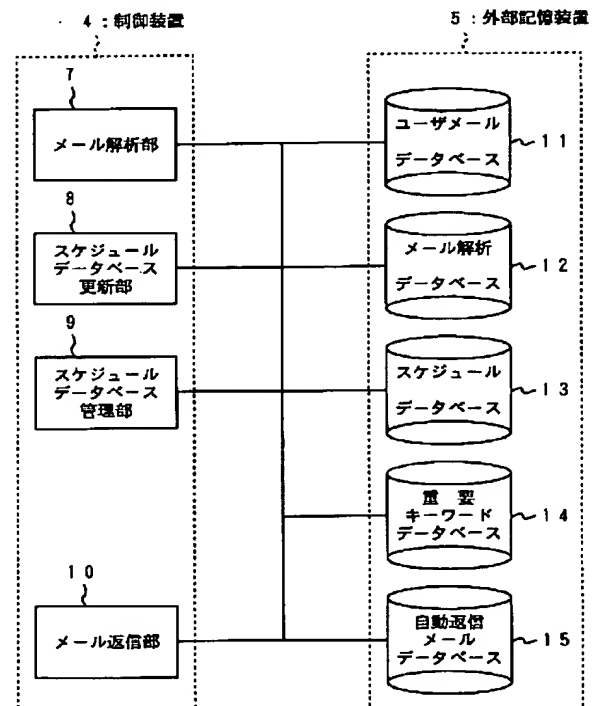 4：制御装置
5：外部記憶装置
7
メール解析部
ユーザメール
データベース
11
8
スケジュール
データベース
更新部
メール解析
データベース
12
9
スケジュール
データベース
管理部
スケジュール
データベース
13
重要
キーワード
データベース
14
10
メール返信部
自動返信
メール
データベース
15